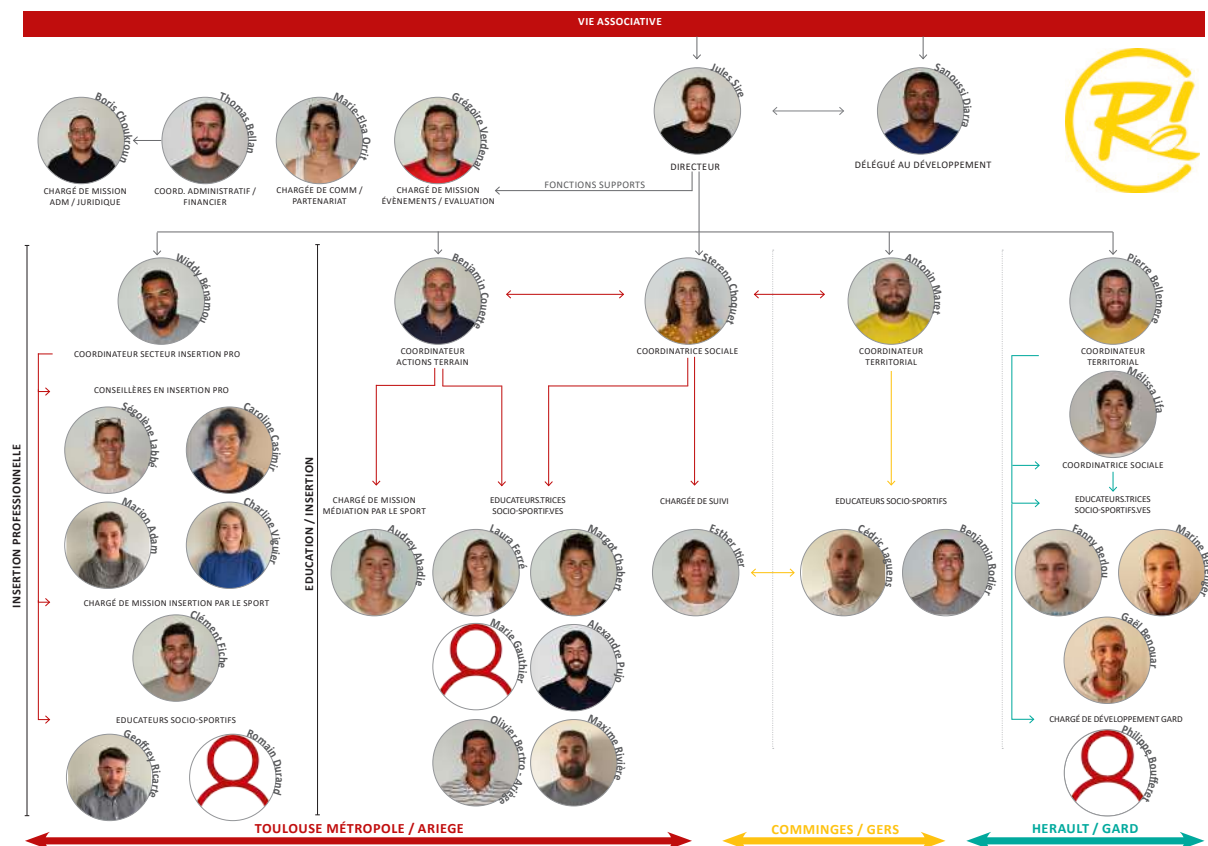 VIE ASSOCIATIVE
Boris Choukroun
Thomas Bellan
Marie-Elsa Orrit
Grégoire Verdenal
Jules Sire
Sanoussi Diarra
R!2
CHARGÉ DE MISSION
ADM / JURIDIQUE
COORD. ADMINISTRATIF /
FINANCIER
CHARGÉE DE COMM /
PARTENARIAT
CHARGÉ DE MISSION
ÉVÈNEMENTS / EVALUATION
FONCTIONS SUPPORTS
DIRECTEUR
DÉLÉGUÉ AU DÉVELOPPEMENT
INSERTION PROFESSIONNELLE
Widdy Bénamou
COORDINATEUR SECTEUR INSERTION PRO
CONSEILLÈRES EN INSERTION PRO
Ségolène Labbé
Caroline Casimir
Marion Adam
Charline Viguier
CHARGÉ DE MISSION INSERTION PAR LE SPORT
Clément Fiche
EDUCATEURS SOCIO-SPORTIFS
Geoffrey Ricarte
Romain Durand
EDUCATION / INSERTION
Benjamin Couette
COORDINATEUR
ACTIONS TERRAIN
Sterenn Choquet
COORDINATRICE SOCIALE
CHARGÉ DE MISSION
MÉDIATION PAR LE SPORT
Audrey Abadie
EDUCATEURS.TRICES
SOCIO-SPORTIF.VES
Laura Ferré
Margot Chabert
Marie Gauthier
Alexandre Pujo
Olivier Bertro - Ariège
Maxime Rivière
CHARGÉE DE SUIVI
Esther Itier
Antonin Maret
COORDINATEUR
TERRITORIAL
EDUCATEURS SOCIO-SPORTIFS
Cédric Laguens
Benjamin Rodier
Pierre Bellemere
COORDINATEUR
TERRITORIAL
Mélissa Lifa
COORDINATRICE SOCIALE
EDUCATEURS.TRICES
SOCIO-SPORTIF.VES
Fanny Berdou
Marine Berenger
Gaël Benouar
CHARGÉ DE DÉVELOPPEMENT GARD
Philippe Boufferet
TOULOUSE MÉTROPOLE / ARIEGE
COMMINGES / GERS
HERAULT / GARD